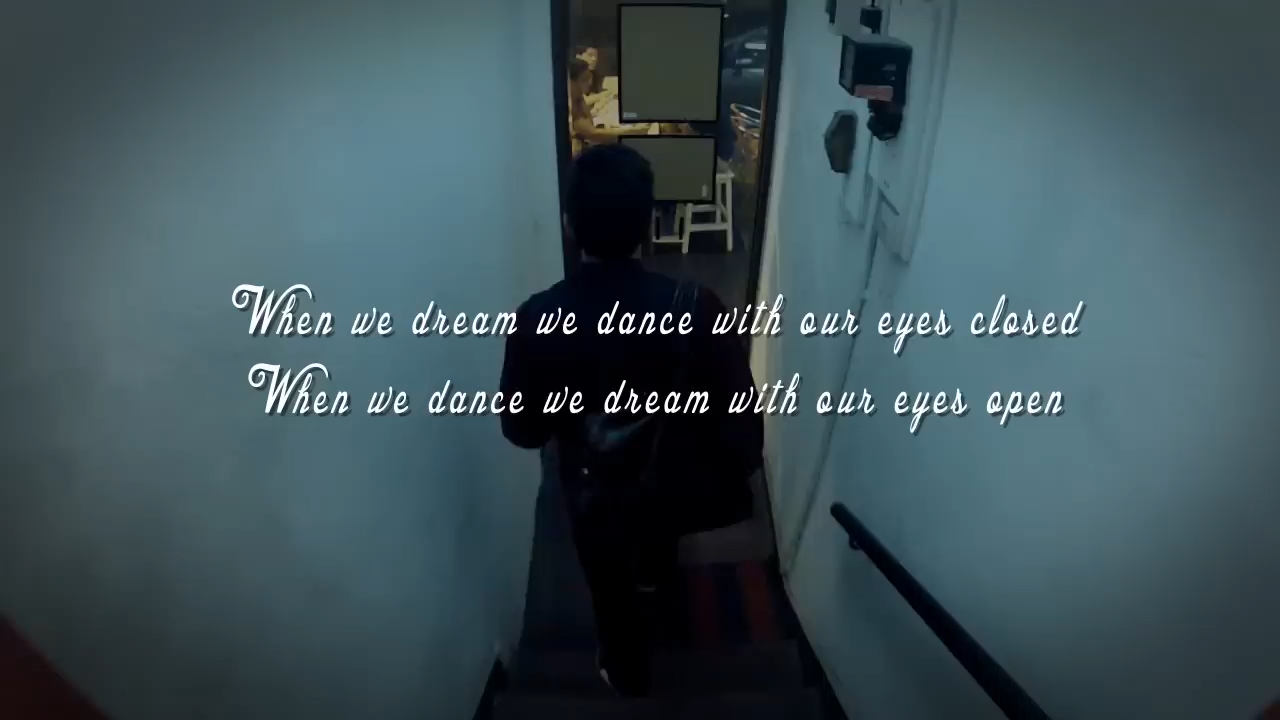 When we dream we dance with our eyes closed
When we dance we dream with our eyes open